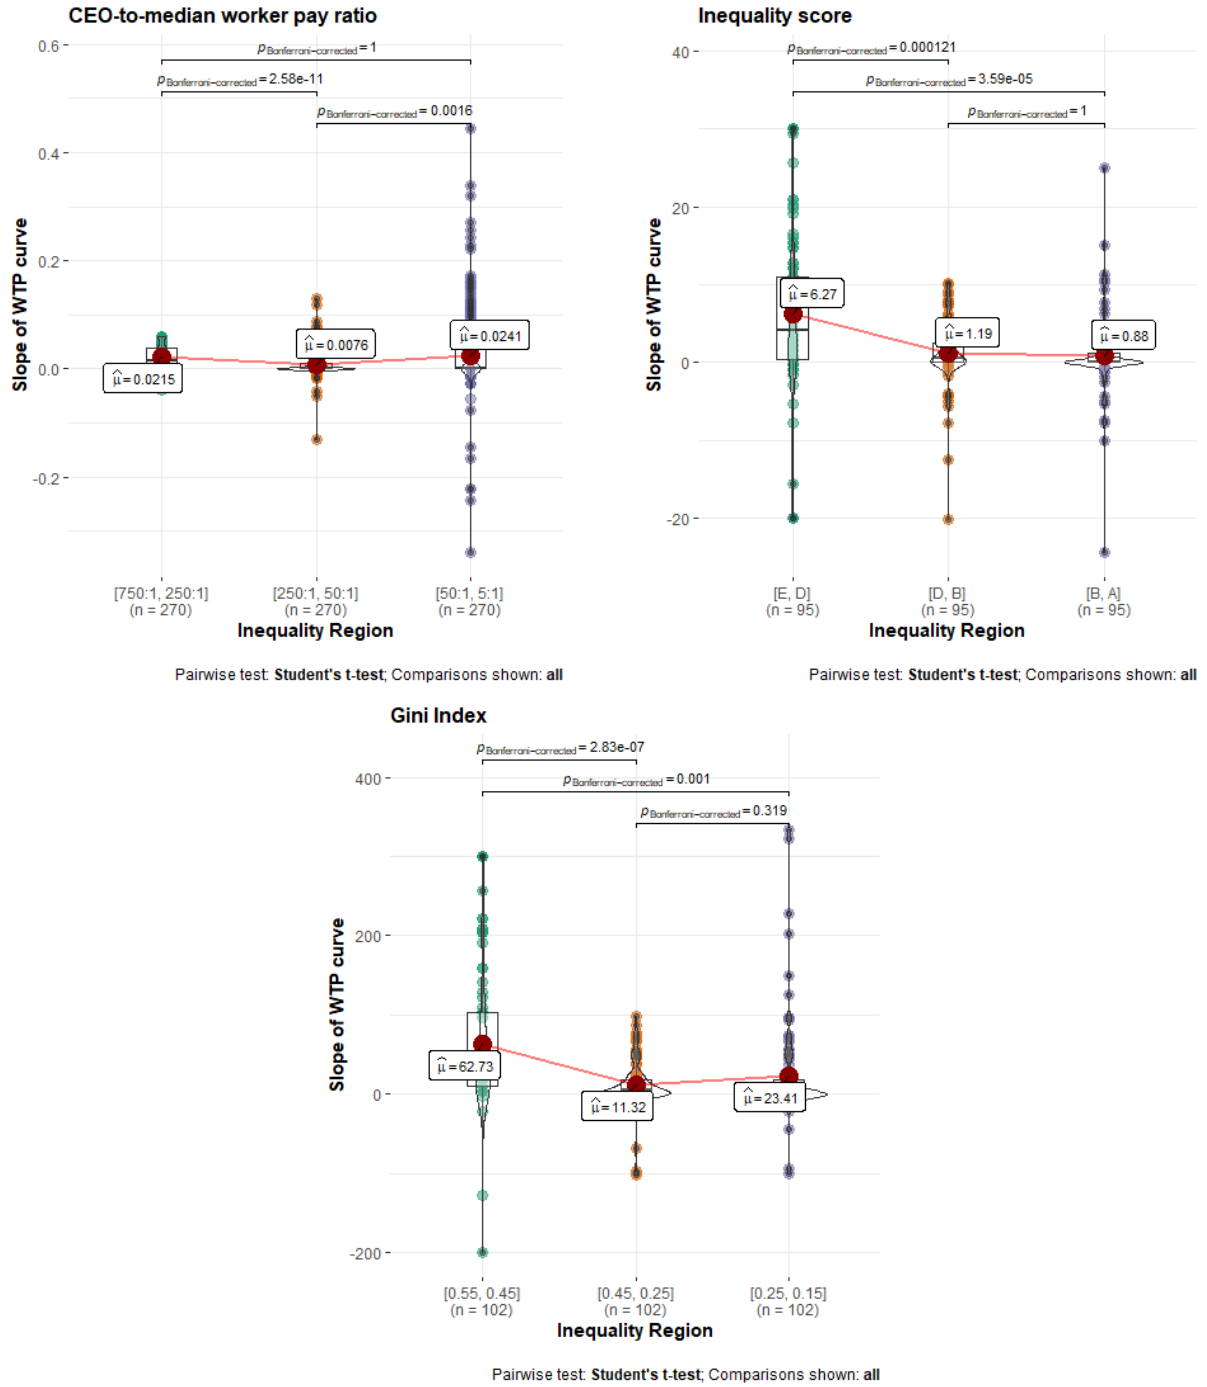 CEO-to-median worker pay ratio
0.6
0.4
0.2
0.0
-0.2
Slope of WTP curve
pBonferroni-corrected = 1
pBonferroni-corrected = 2.58e-11
pBonferroni-corrected = 0.0016
μ̂ = 0.0215
μ̂ = 0.0076
μ̂ = 0.0241
[750:1, 250:1] [250:1, 50:1] [50:1, 5:1]
(n = 270) (n = 270) (n = 270)
Inequality Region
Pairwise test: Student's t-test; Comparisons shown: all
Inequality score
40
20
0
-20
Slope of WTP curve
pBonferroni-corrected = 0.000121
pBonferroni-corrected = 3.59e-05
pBonferroni-corrected = 1
μ̂ = 6.27
μ̂ = 1.19
μ̂ = 0.88
[E, D] [D, B] [B, A]
(n = 95) (n = 95) (n = 95)
Inequality Region
Pairwise test: Student's t-test; Comparisons shown: all
Gini Index
400
200
0
-200
Slope of WTP curve
pBonferroni-corrected = 2.83e-07
pBonferroni-corrected = 0.001
pBonferroni-corrected = 0.319
μ̂ = 62.73
μ̂ = 11.32
μ̂ = 23.41
[0.55, 0.45] [0.45, 0.25] [0.25, 0.15]
(n = 102) (n = 102) (n = 102)
Inequality Region
Pairwise test: Student's t-test; Comparisons shown: all